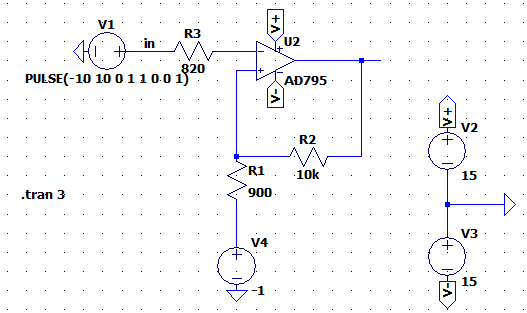 V1
in
R3
V+
U2
820
PULSE(-10 10 0 1 1 0 0 1)
AD795
V-
R2
10k
R1
900
.tran 3
V4
-1
V+
V2
15
V3
15
V-